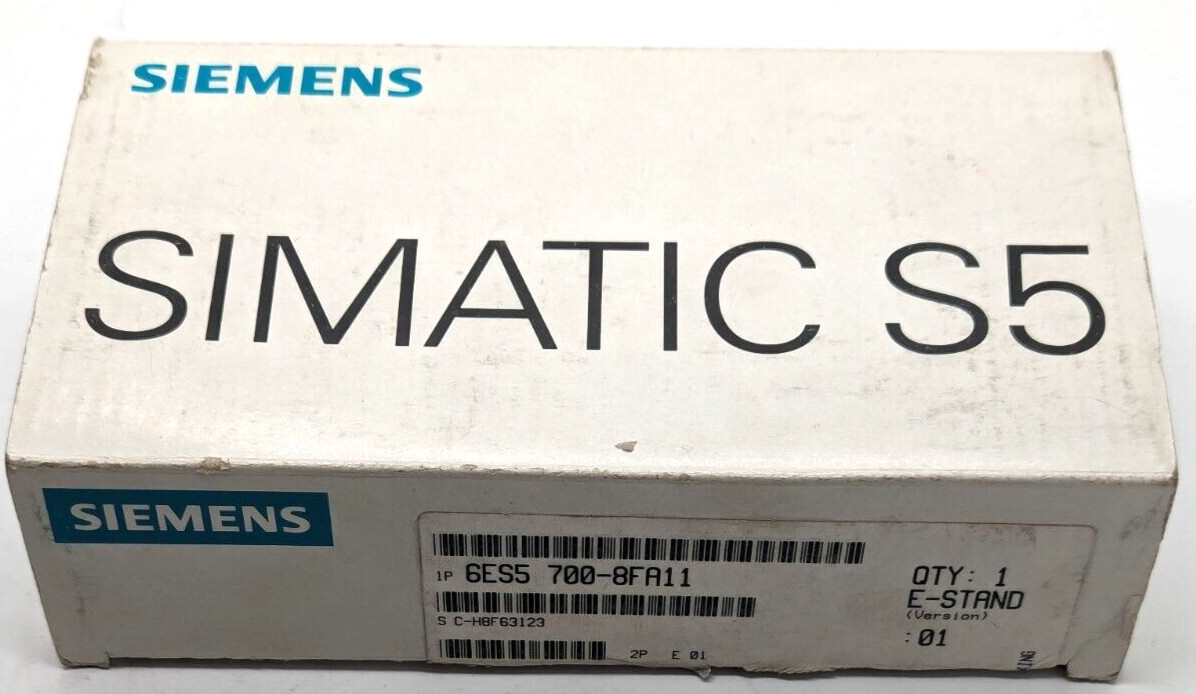 SIEMENS
SIMATIC S5
SIEMENS
1P 6ES5 700-8FA11
QTY: 1
E-STAND
(Version)
:01
S C-H8F63123
2P E 01